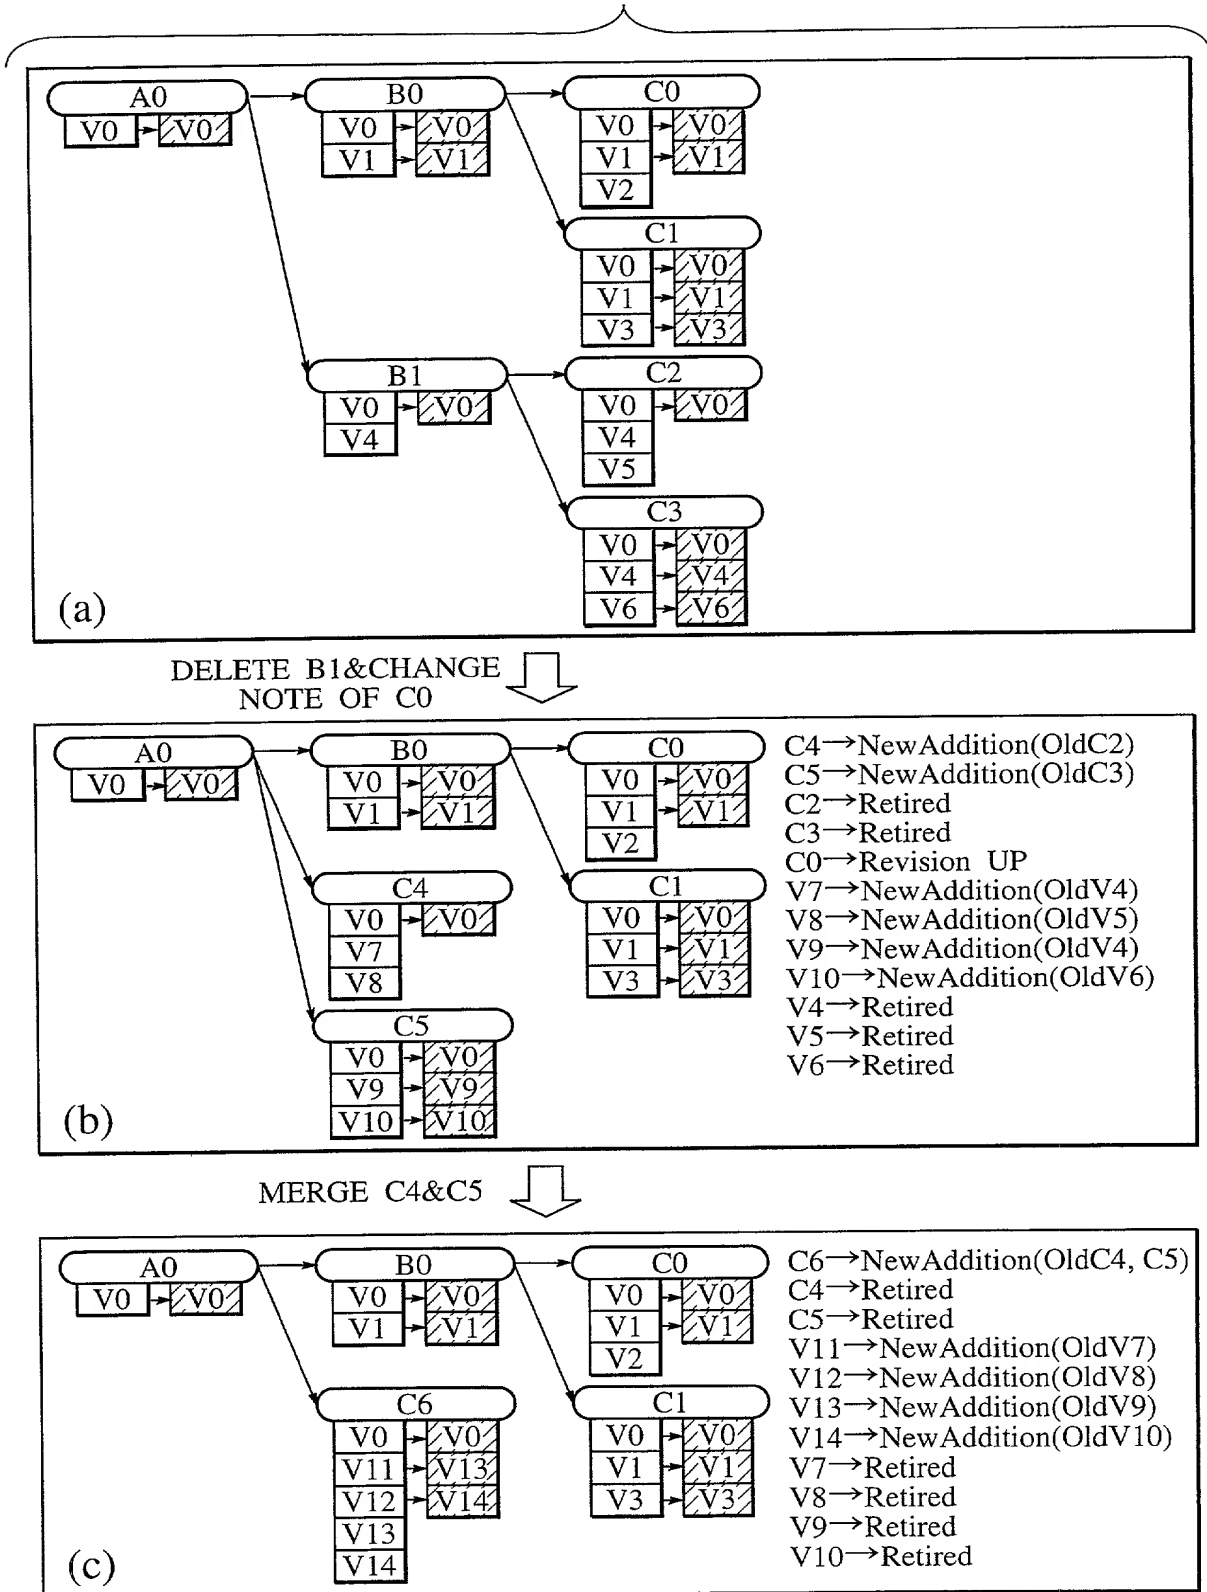 A0 B0 C0
V0 V0 V0 V0 V0 V0
V1 V1 V1 V1
V2
C1
V0 V0
V1 V1
V3 V3
B1 C2
V0 V0 V0 V0
V4 V4
V5
C3
V0 V0
V4 V4
V6 V6
(a)
DELETE B1&CHANGE
NOTE OF C0
A0 B0 C0
V0 V0 V0 V0 V0 V0
V1 V1 V1 V1
V2
C4 C1
V0 V0 V0 V0
V7 V1 V1
V8 V3 V3
C5
V0 V0
V9 V9
V10 V10
(b)
C4→NewAddition(OldC2)
C5→NewAddition(OldC3)
C2→Retired
C3→Retired
C0→Revision UP
V7→NewAddition(OldV4)
V8→NewAddition(OldV5)
V9→NewAddition(OldV4)
V10→NewAddition(OldV6)
V4→Retired
V5→Retired
V6→Retired
MERGE C4&C5
A0 B0 C0
V0 V0 V0 V0 V0 V0
V1 V1 V1 V1
V2
C6 C1
V0 V0 V0 V0
V11 V13 V1 V1
V12 V14 V3 V3
V13
V14
(c)
C6→NewAddition(OldC4, C5)
C4→Retired
C5→Retired
V11→NewAddition(OldV7)
V12→NewAddition(OldV8)
V13→NewAddition(OldV9)
V14→NewAddition(OldV10)
V7→Retired
V8→Retired
V9→Retired
V10→Retired